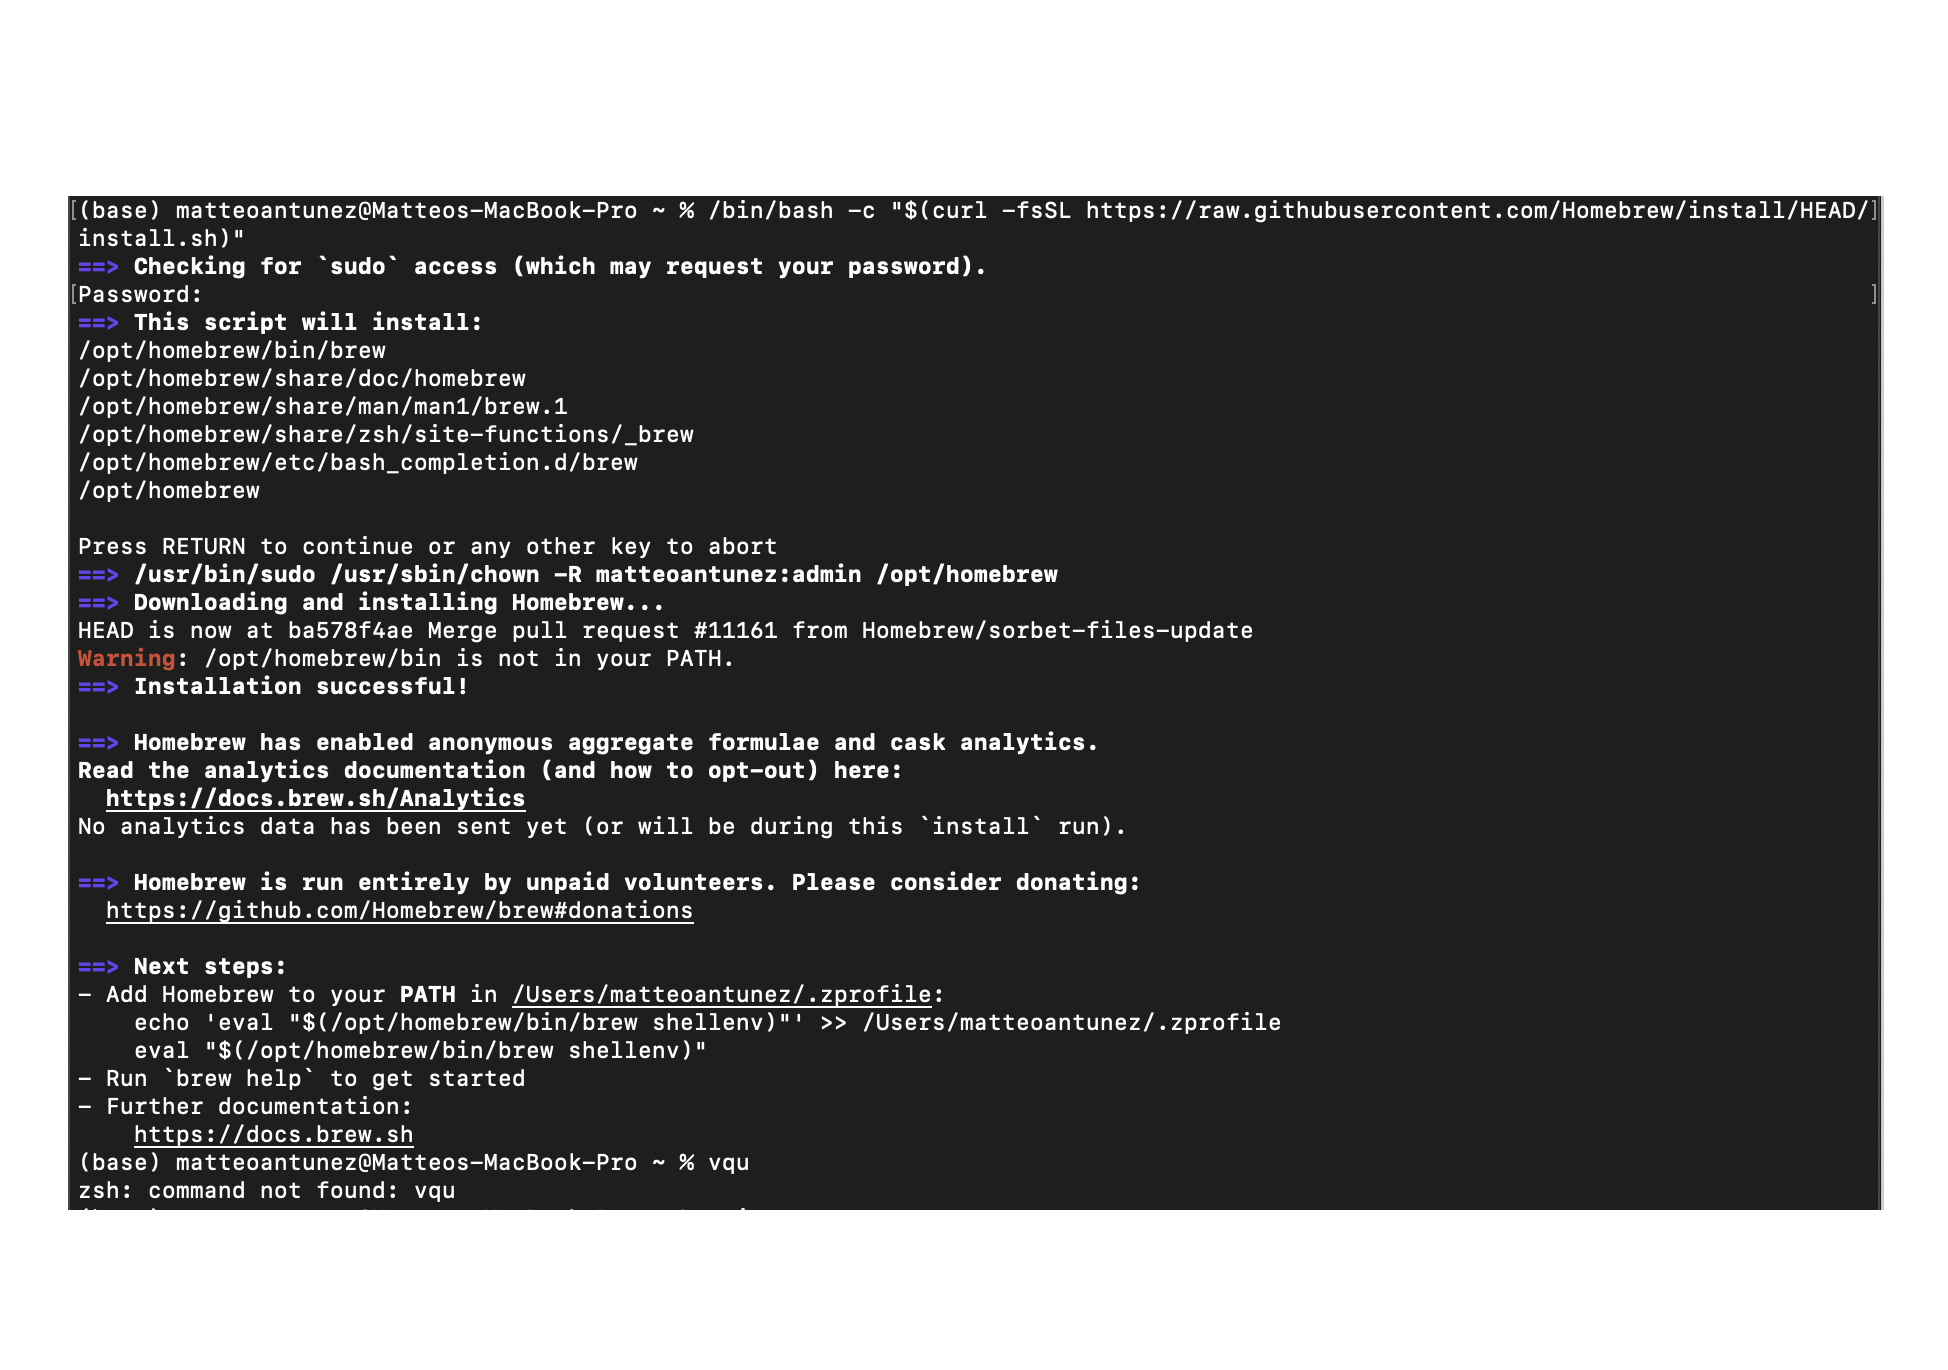 [(base) matteoantunez@Matteos-MacBook-Pro ~ % /bin/bash -c "$(curl -fsSL https://raw.githubusercontent.com/Homebrew/install/HEAD/]
install.sh)"
==> Checking for `sudo` access (which may request your password).
[Password: ]
==> This script will install:
/opt/homebrew/bin/brew
/opt/homebrew/share/doc/homebrew
/opt/homebrew/share/man/man1/brew.1
/opt/homebrew/share/zsh/site-functions/_brew
/opt/homebrew/etc/bash_completion.d/brew
/opt/homebrew
Press RETURN to continue or any other key to abort
==> /usr/bin/sudo /usr/sbin/chown -R matteoantunez:admin /opt/homebrew
==> Downloading and installing Homebrew...
HEAD is now at ba578f4ae Merge pull request #11161 from Homebrew/sorbet-files-update
Warning: /opt/homebrew/bin is not in your PATH.
==> Installation successful!
==> Homebrew has enabled anonymous aggregate formulae and cask analytics.
Read the analytics documentation (and how to opt-out) here:
https://docs.brew.sh/Analytics
No analytics data has been sent yet (or will be during this `install` run).
==> Homebrew is run entirely by unpaid volunteers. Please consider donating:
https://github.com/Homebrew/brew#donations
==> Next steps:
- Add Homebrew to your PATH in /Users/matteoantunez/.zprofile:
echo 'eval "$(/opt/homebrew/bin/brew shellenv)"' >> /Users/matteoantunez/.zprofile
eval "$(/opt/homebrew/bin/brew shellenv)"
- Run `brew help` to get started
- Further documentation:
https://docs.brew.sh
(base) matteoantunez@Matteos-MacBook-Pro ~ % vqu
zsh: command not found: vqu